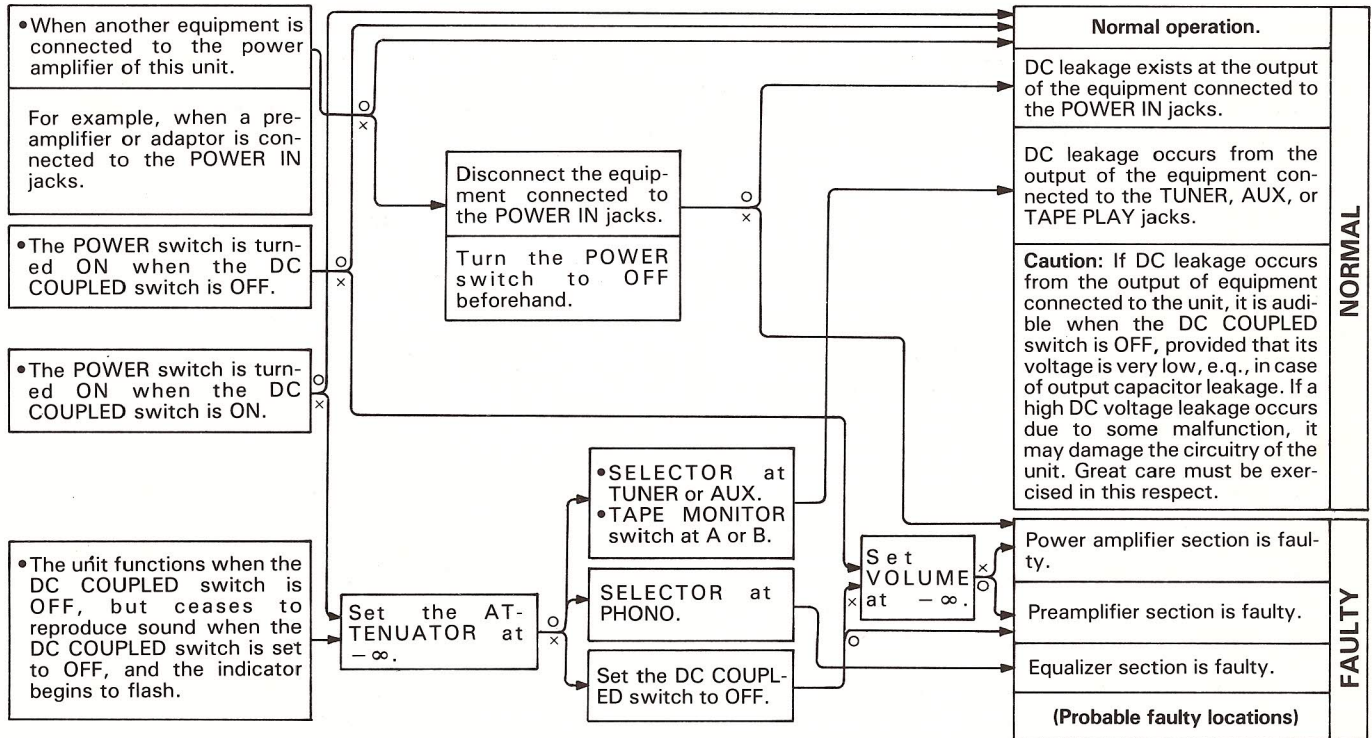 •When another equipment is
connected to the power
amplifier of this unit.
For example, when a pre-
amplifier or adaptor is con-
nected to the POWER IN
jacks.
•The POWER switch is turn-
ed ON when the DC
COUPLED switch is OFF.
•The POWER switch is turn-
ed ON when the DC
COUPLED switch is ON.
•The unit functions when the
DC COUPLED switch is
OFF, but ceases to
reproduce sound when the
DC COUPLED switch is set
to OFF, and the indicator
begins to flash.
○
×
○
×
○
×
Disconnect the equip-
ment connected to
the POWER IN jacks.
Turn the POWER
switch to OFF
beforehand.
○
×
Set the AT-
TENUATOR at
−∞.
○
×
•SELECTOR at
TUNER or AUX.
•TAPE MONITOR
switch at A or B.
SELECTOR at
PHONO.
Set the DC COUPL-
ED switch to OFF.
×
○
Set
VOLUME
at −∞.
×
○
Normal operation.
DC leakage exists at the output
of the equipment connected to
the POWER IN jacks.
DC leakage occurs from the
output of the equipment con-
nected to the TUNER, AUX, or
TAPE PLAY jacks.
Caution: If DC leakage occurs
from the output of equipment
connected to the unit, it is audi-
ble when the DC COUPLED
switch is OFF, provided that its
voltage is very low, e.q., in case
of output capacitor leakage. If a
high DC voltage leakage occurs
due to some malfunction, it
may damage the circuitry of the
unit. Great care must be exer-
cised in this respect.
NORMAL
Power amplifier section is faul-
ty.
Preamplifier section is faulty.
Equalizer section is faulty.
(Probable faulty locations)
FAULTY